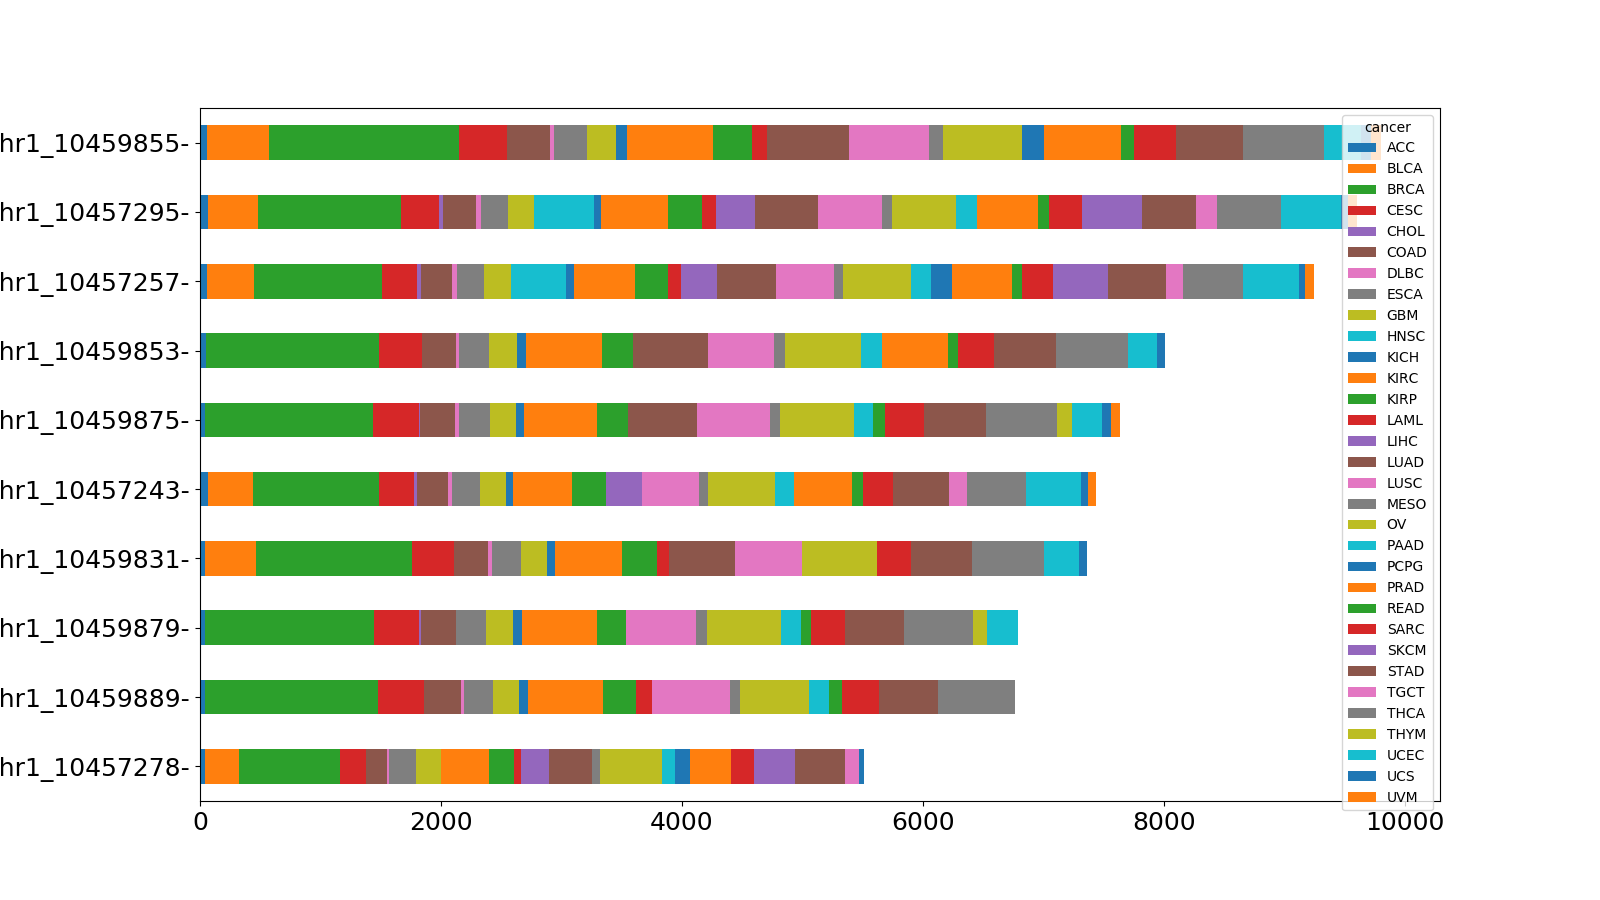 hr1_10459855-
hr1_10457295-
hr1_10457257-
hr1_10459853-
hr1_10459875-
hr1_10457243-
hr1_10459831-
hr1_10459879-
hr1_10459889-
hr1_10457278-
0 2000 4000 6000 8000 10000
cancer
ACC
BLCA
BRCA
CESC
CHOL
COAD
DLBC
ESCA
GBM
HNSC
KICH
KIRC
KIRP
LAML
LIHC
LUAD
LUSC
MESO
OV
PAAD
PCPG
PRAD
READ
SARC
SKCM
STAD
TGCT
THCA
THYM
UCEC
UCS
UVM